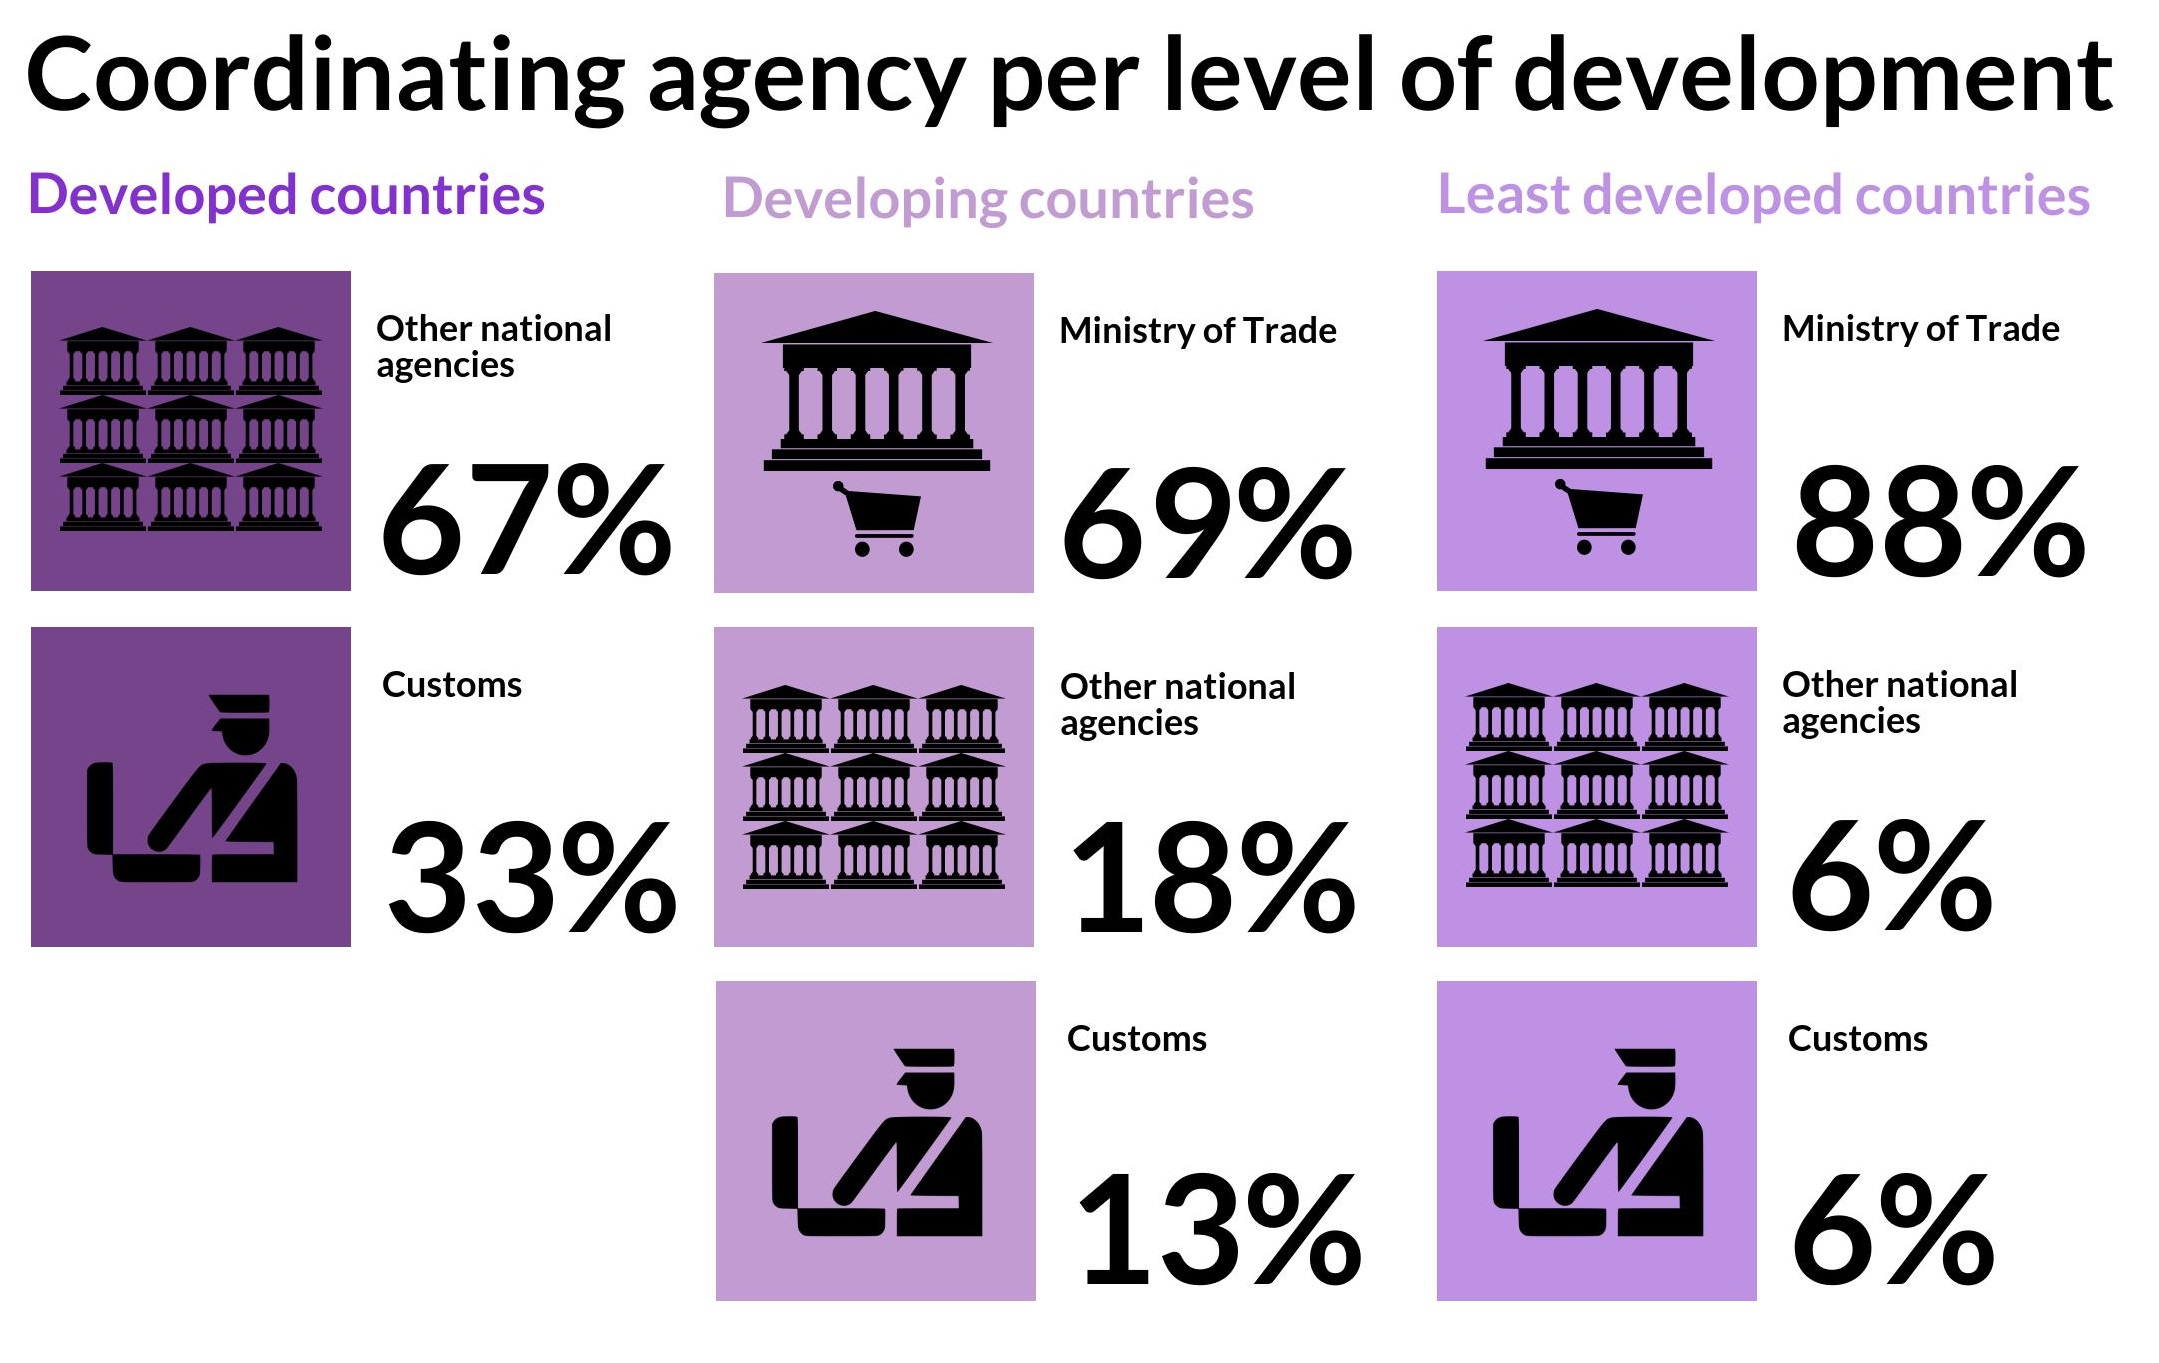 Coordinating agency per level of development
Developed countries
Other national
agencies
67%
Customs
33%
Developing countries
Ministry of Trade
69%
Other national
agencies
18%
Customs
13%
Least developed countries
Ministry of Trade
88%
Other national
agencies
6%
Customs
6%